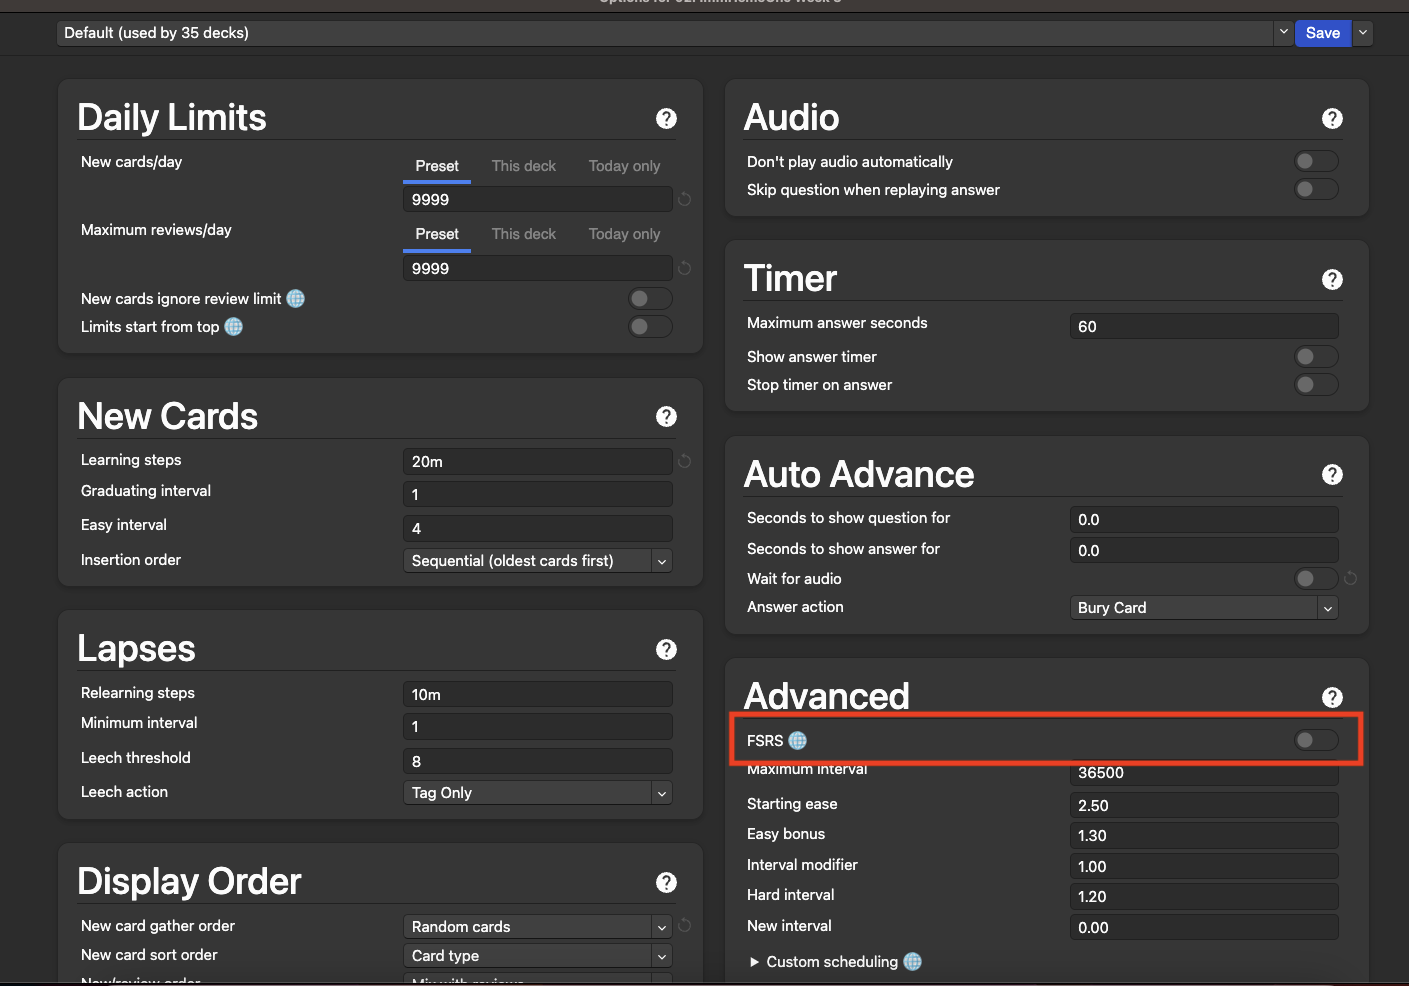 Default (used by 35 decks)
Save
Daily Limits
New cards/day
Preset This deck Today only
9999
Maximum reviews/day
Preset This deck Today only
9999
New cards ignore review limit
Limits start from top
New Cards
Learning steps
20m
Graduating interval
1
Easy interval
4
Insertion order
Sequential (oldest cards first)
Lapses
Relearning steps
10m
Minimum interval
1
Leech threshold
8
Leech action
Tag Only
Display Order
New card gather order
Random cards
New card sort order
Card type
New/review order
Mix with reviews
Audio
Don't play audio automatically
Skip question when replaying answer
Timer
Maximum answer seconds
60
Show answer timer
Stop timer on answer
Auto Advance
Seconds to show question for
0.0
Seconds to show answer for
0.0
Wait for audio
Answer action
Bury Card
Advanced
FSRS
Maximum interval
36500
Starting ease
2.50
Easy bonus
1.30
Interval modifier
1.00
Hard interval
1.20
New interval
0.00
Custom scheduling